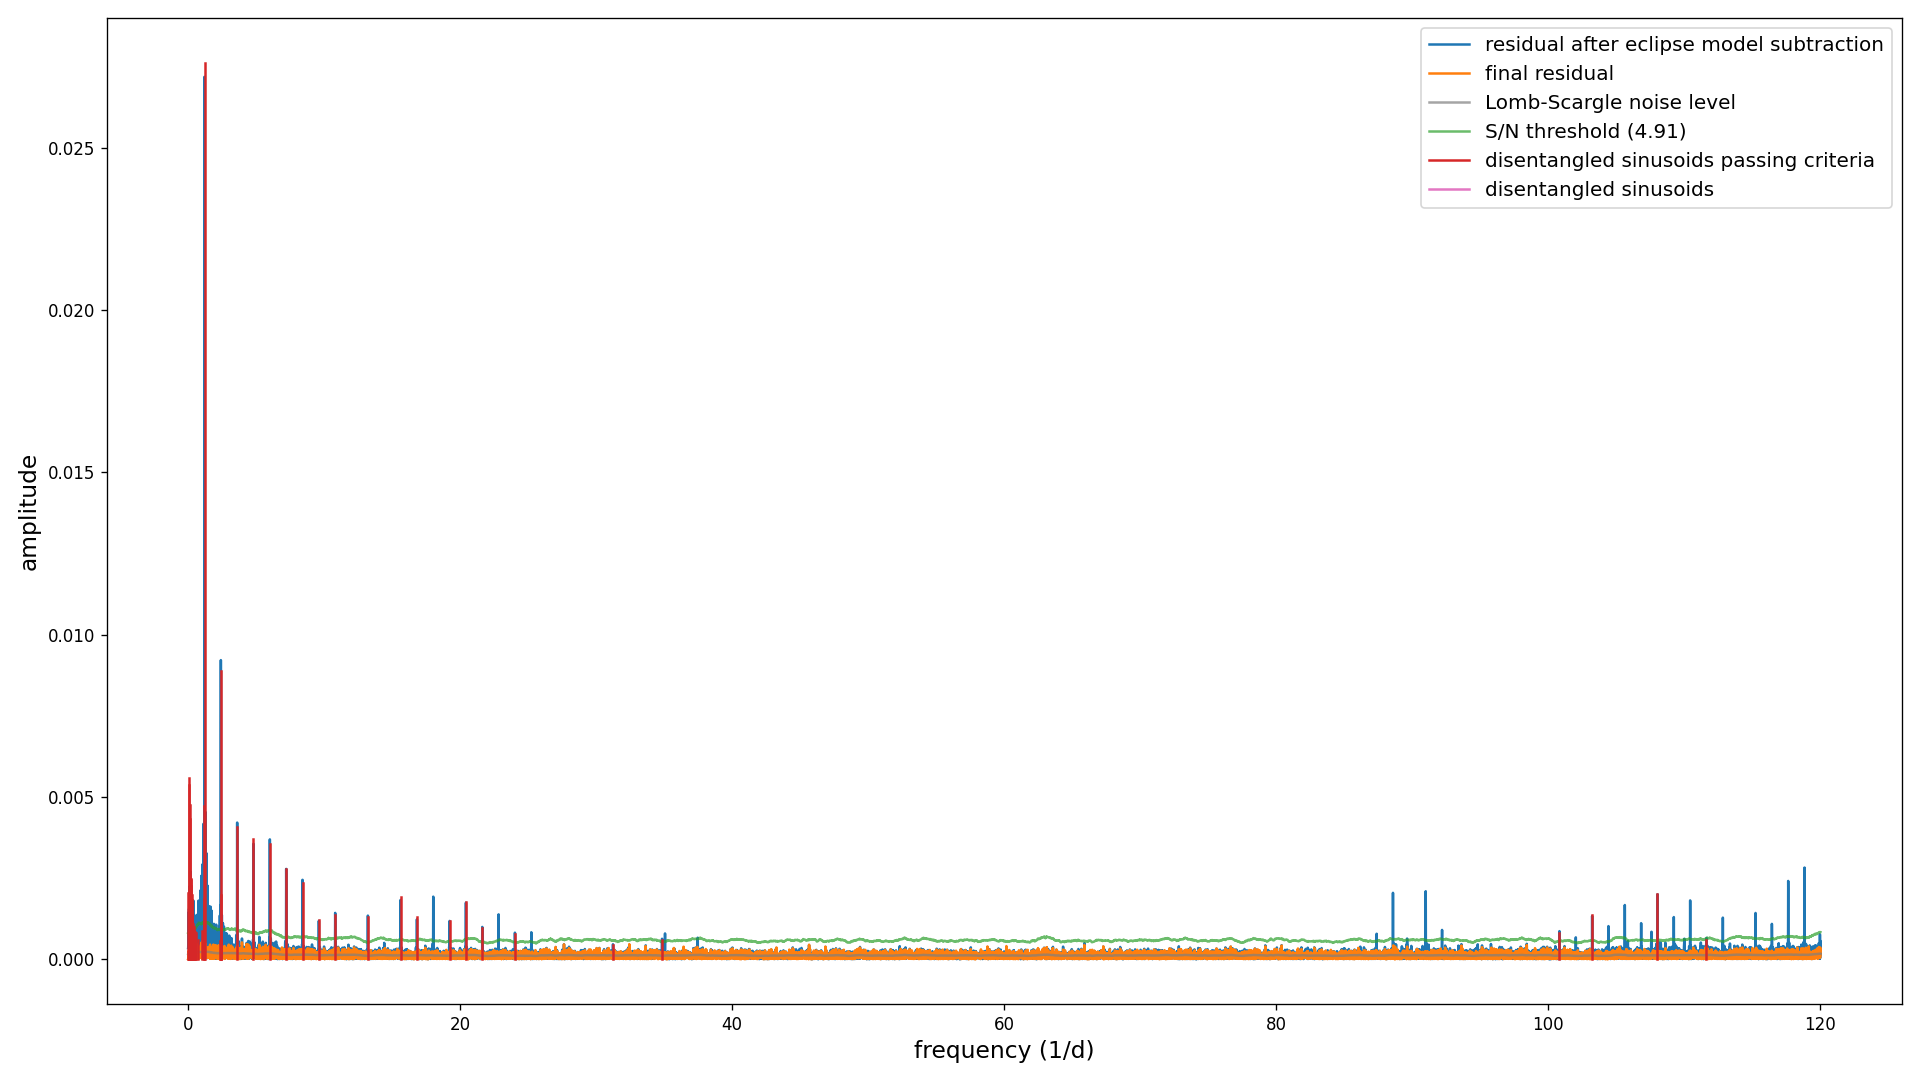 residual after eclipse model subtraction
final residual
Lomb-Scargle noise level
S/N threshold (4.91)
disentangled sinusoids passing criteria
disentangled sinusoids
0.025
0.020
0.015
0.010
0.005
0.000
amplitude
0 20 40 60 80 100 120
frequency (1/d)